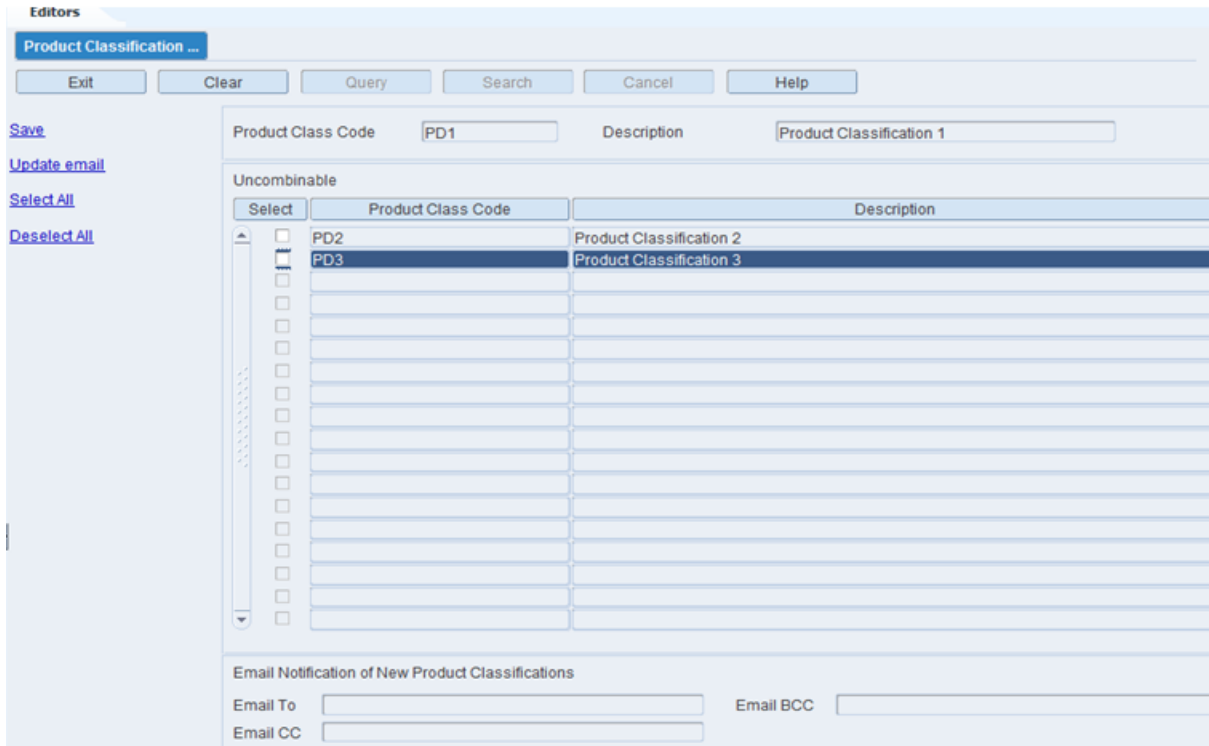 Editors
Product Classification ...
Exit Clear Query Search Cancel Help
Save
Update email
Select All
Deselect All
Product Class Code PD1 Description Product Classification 1
Uncombinable
Select Product Class Code Description
PD2 Product Classification 2
PD3 Product Classification 3
Email Notification of New Product Classifications
Email To Email BCC
Email CC